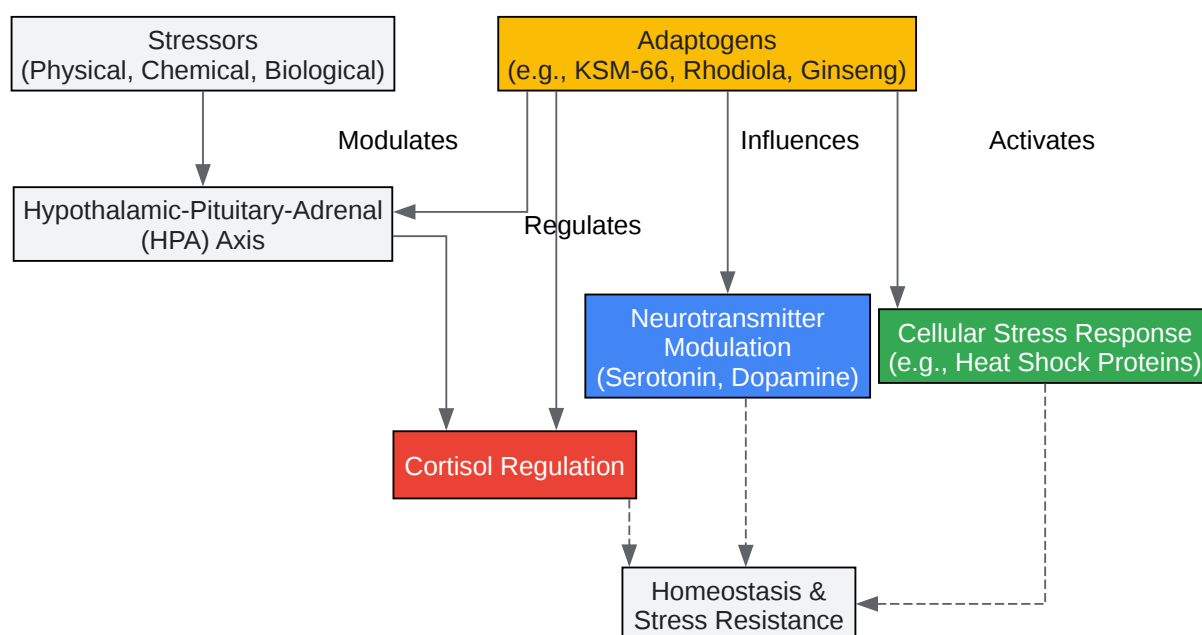 Stressors
(Physical, Chemical, Biological)
Adaptogens
(e.g., KSM-66, Rhodiola, Ginseng)
Modulates
Influences
Activates
Hypothalamic-Pituitary-Adrenal
(HPA) Axis
Regulates
Neurotransmitter
Modulation
(Serotonin, Dopamine)
Cellular Stress Response
(e.g., Heat Shock Proteins)
Cortisol Regulation
Homeostasis &
Stress Resistance